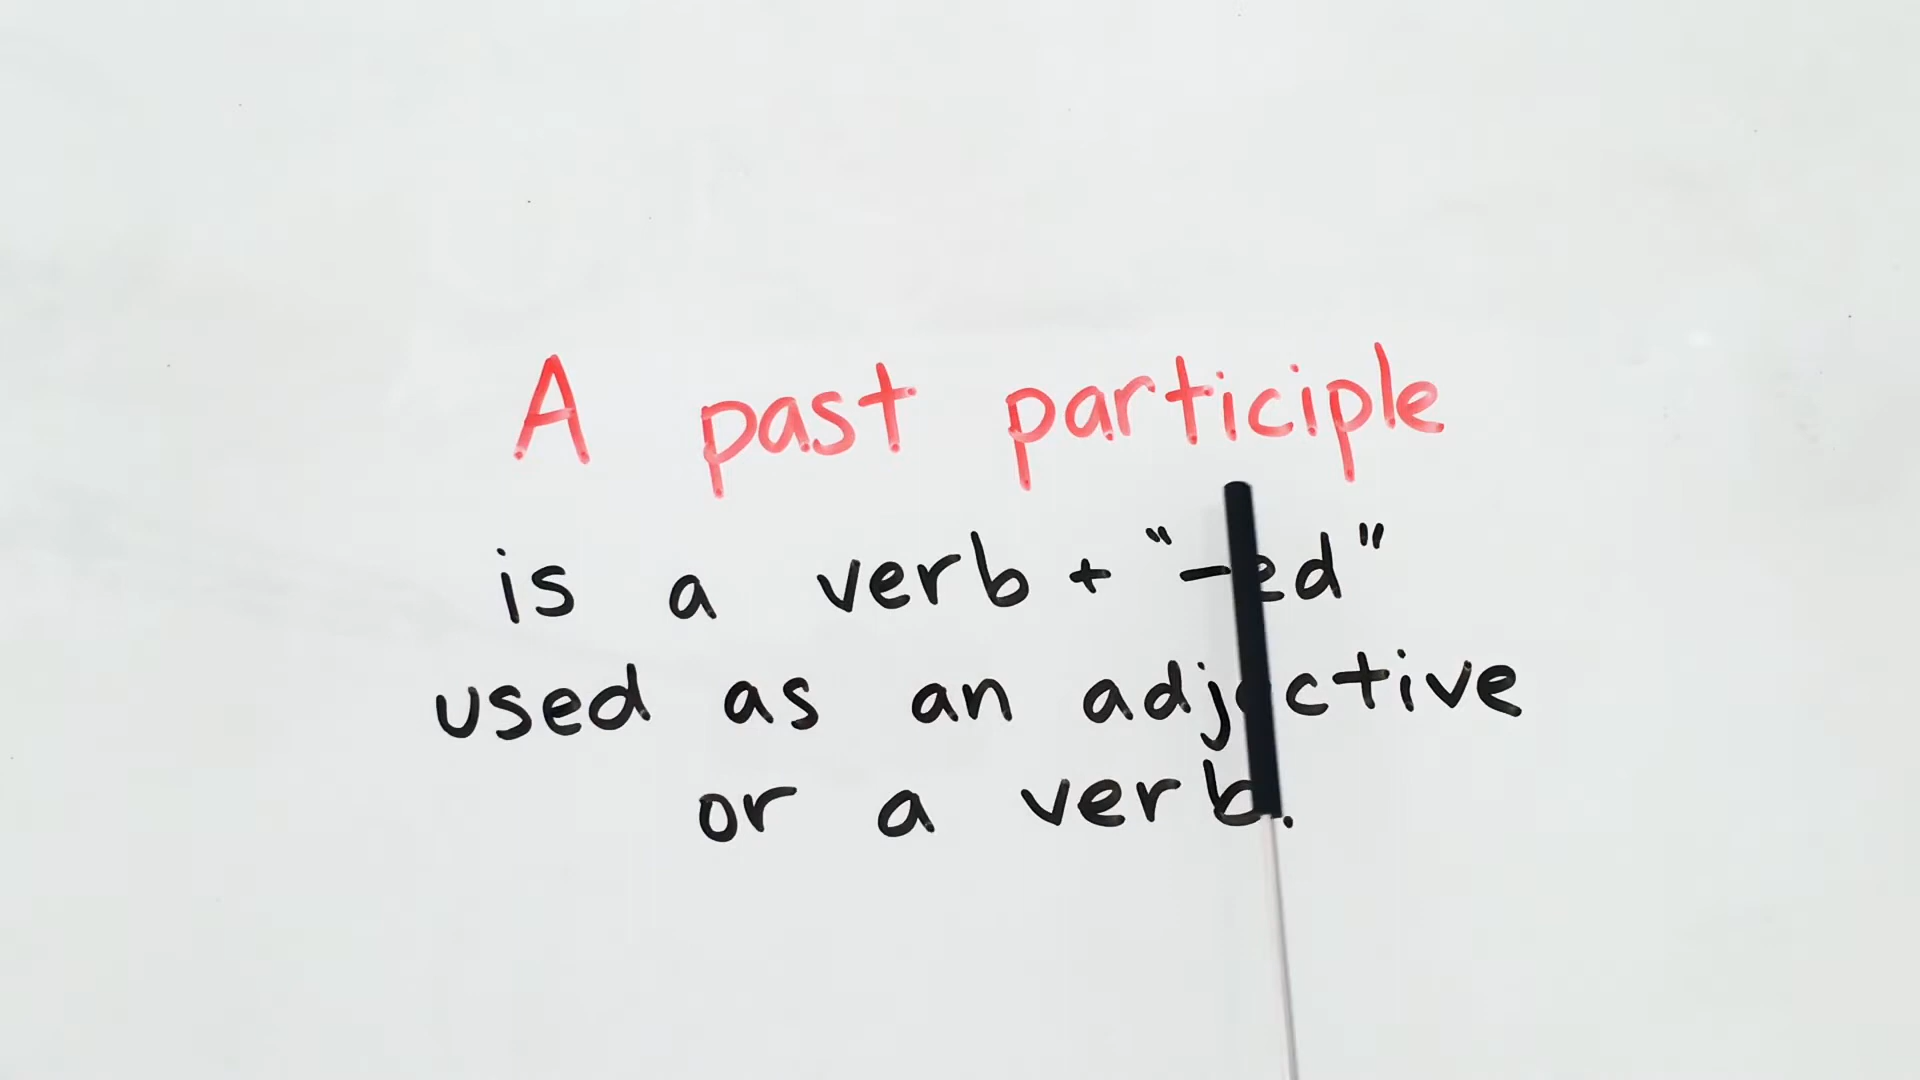 A past participle
is a verb + "-ed"
used as an adjective
or a verb.